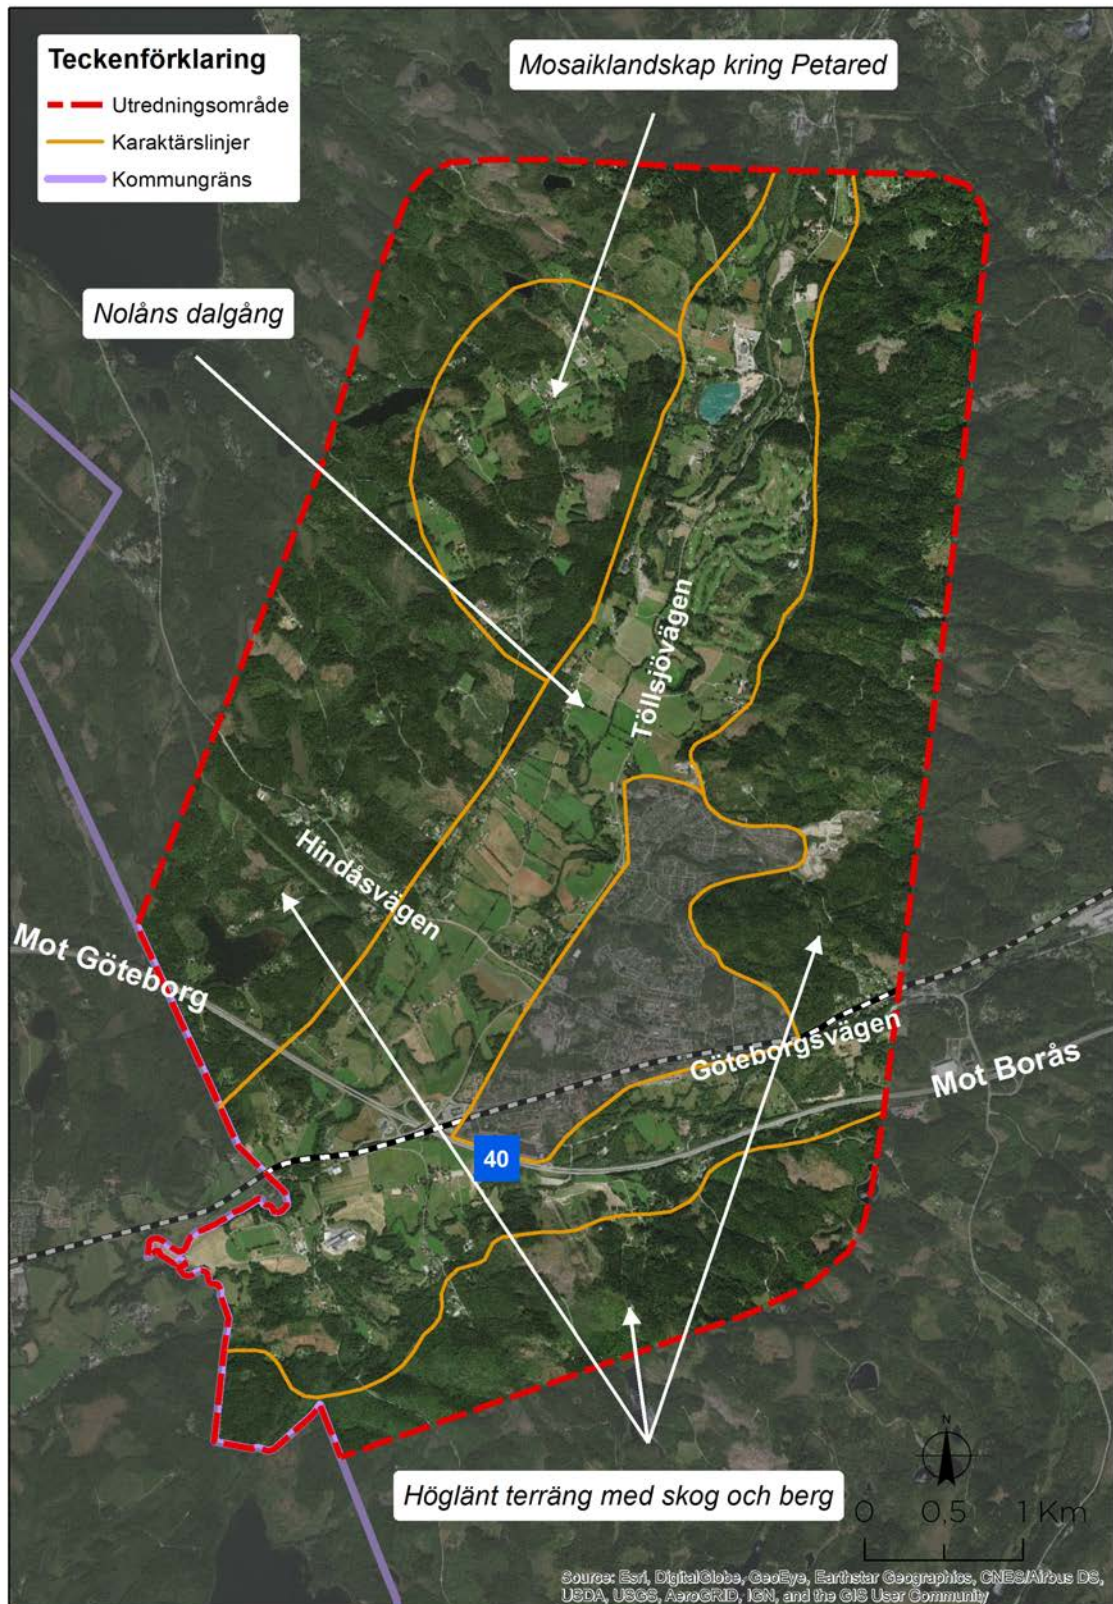 Teckenförklaring
Utredningsområde
Karaktärslinjer
Kommungräns
Mosaiklandskap kring Petared
Nolåns dalgång
Töllsjövägen
Hindåsvägen
Mot Göteborg
Göteborgsvägen
Mot Borås
40
Höglänt terräng med skog och berg
N
0 0,5 1 Km
Source: Esri, DigitalGlobe, GeoEye, Earthstar Geographics, CNES/Airbus DS,
USDA, USGS, AeroGRID, IGN, and the GIS User Community